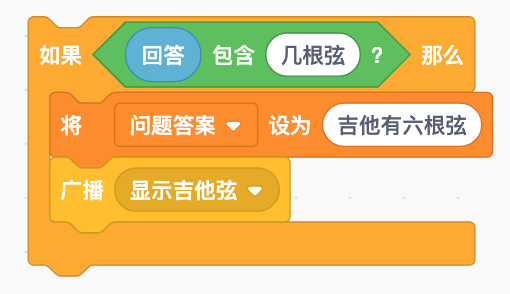 如果 回答 包含 几根弦 ? 那么
将 问题答案 设为 吉他有六根弦
广播 显示吉他弦